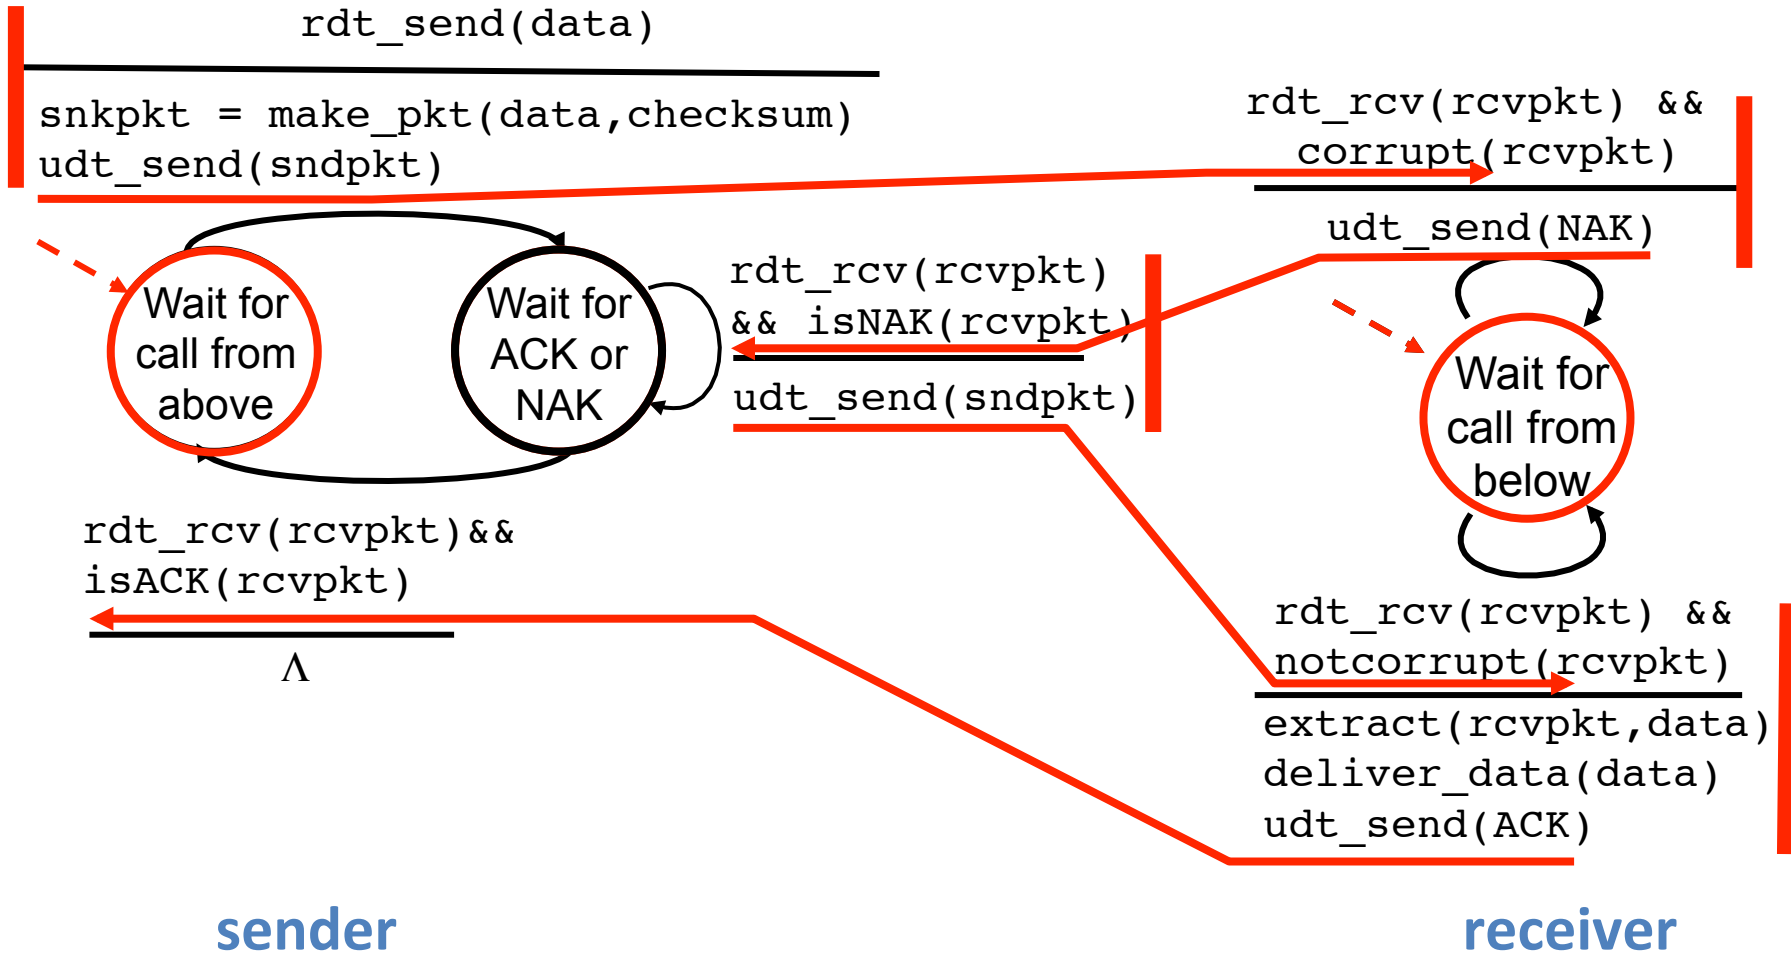 rdt_send(data)
snkpkt = make_pkt(data,checksum)
udt_send(sndpkt)
Wait for
call from
above
Wait for
ACK or
NAK
rdt_rcv(rcvpkt)
&& isNAK(rcvpkt)
udt_send(sndpkt)
rdt_rcv(rcvpkt)&&
isACK(rcvpkt)
Λ
sender
rdt_rcv(rcvpkt) &&
corrupt(rcvpkt)
udt_send(NAK)
Wait for
call from
below
rdt_rcv(rcvpkt) &&
notcorrupt(rcvpkt)
extract(rcvpkt,data)
deliver_data(data)
udt_send(ACK)
receiver